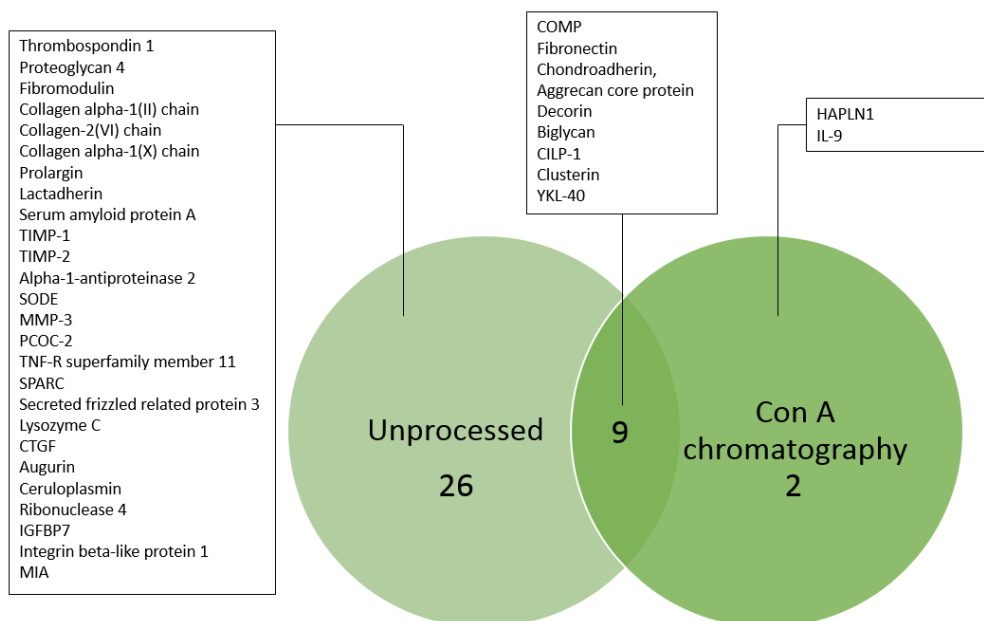 Thrombospondin 1
Proteoglycan 4
Fibromodulin
Collagen alpha-1(II) chain
Collagen-2(VI) chain
Collagen alpha-1(X) chain
Prolargin
Lactadherin
Serum amyloid protein A
TIMP-1
TIMP-2
Alpha-1-antiproteinase 2
SODE
MMP-3
PCOC-2
TNF-R superfamily member 11
SPARC
Secreted frizzled related protein 3
Lysozyme C
CTGF
Augurin
Ceruloplasmin
Ribonuclease 4
IGFBP7
Integrin beta-like protein 1
MIA
COMP
Fibronectin
Chondroadherin,
Aggrecan core protein
Decorin
Biglycan
CILP-1
Clusterin
YKL-40
HAPLN1
IL-9
Unprocessed
26
9
Con A
chromatography
2